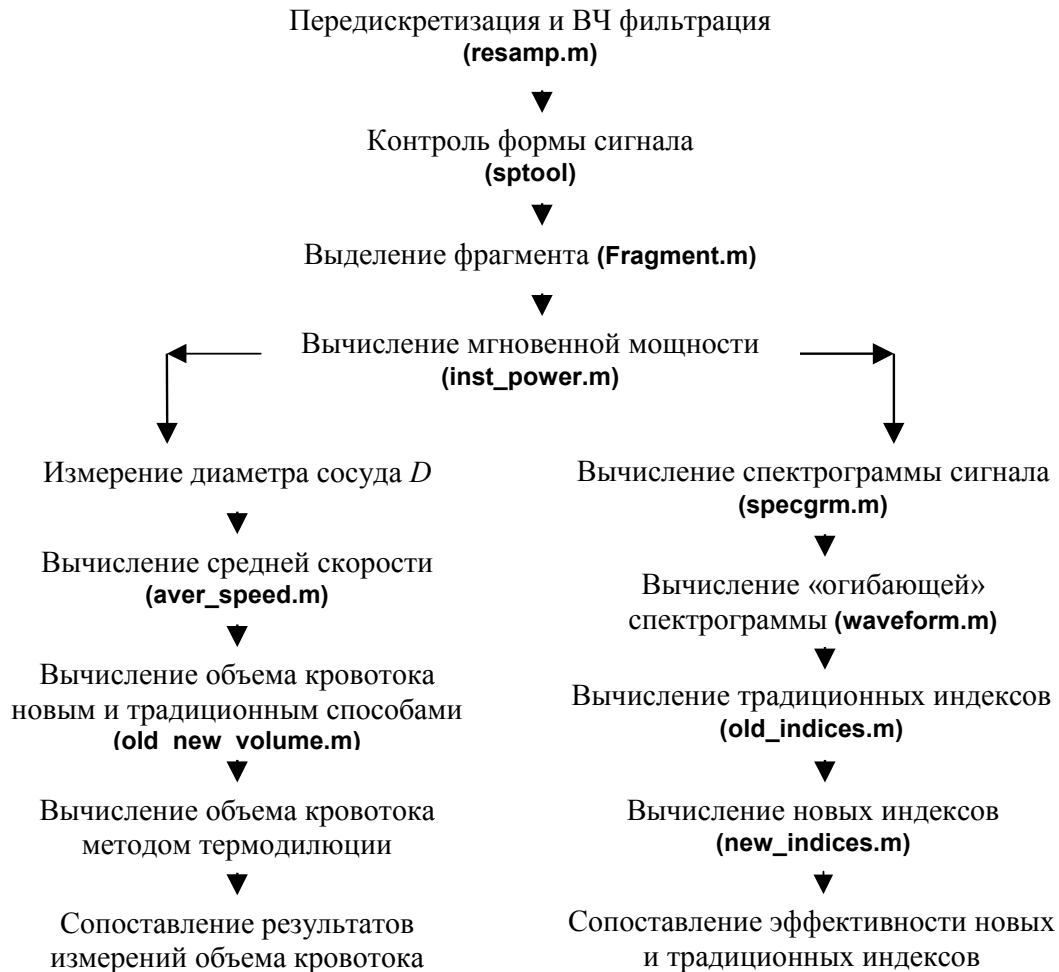 Передискретизация и ВЧ фильтрация
(resamp.m)
Контроль формы сигнала
(sptool)
Выделение фрагмента (Fragment.m)
Вычисление мгновенной мощности
(inst_power.m)
Измерение диаметра сосуда D
Вычисление средней скорости
(aver_speed.m)
Вычисление объема кровотока
новым и традиционным способами
(old_new_volume.m)
Вычисление объема кровотока
методом термодилюции
Сопоставление результатов
измерений объема кровотока
Вычисление спектрограммы сигнала
(specgrm.m)
Вычисление «огибающей»
спектрограммы (waveform.m)
Вычисление традиционных индексов
(old_indices.m)
Вычисление новых индексов
(new_indices.m)
Сопоставление эффективности новых
и традиционных индексов